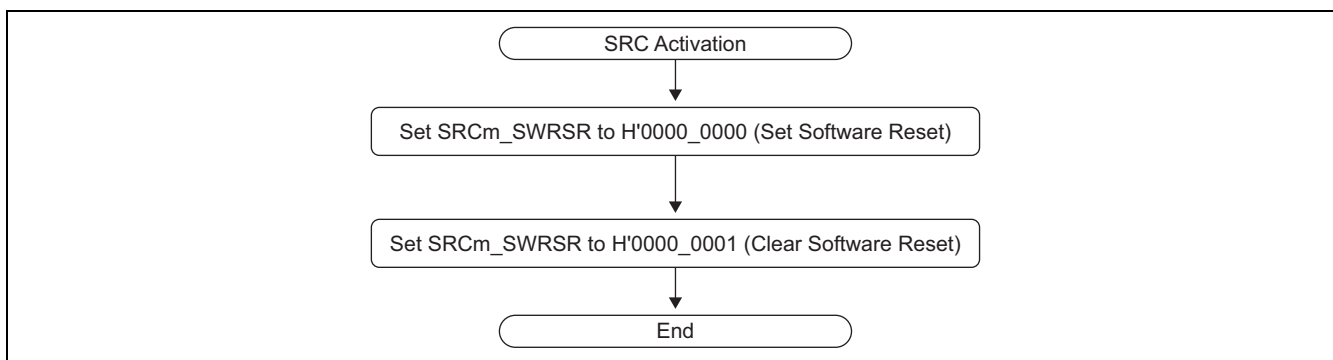 SRC Activation
Set SRCm_SWRSR to H'0000_0000 (Set Software Reset)
Set SRCm_SWRSR to H'0000_0001 (Clear Software Reset)
End